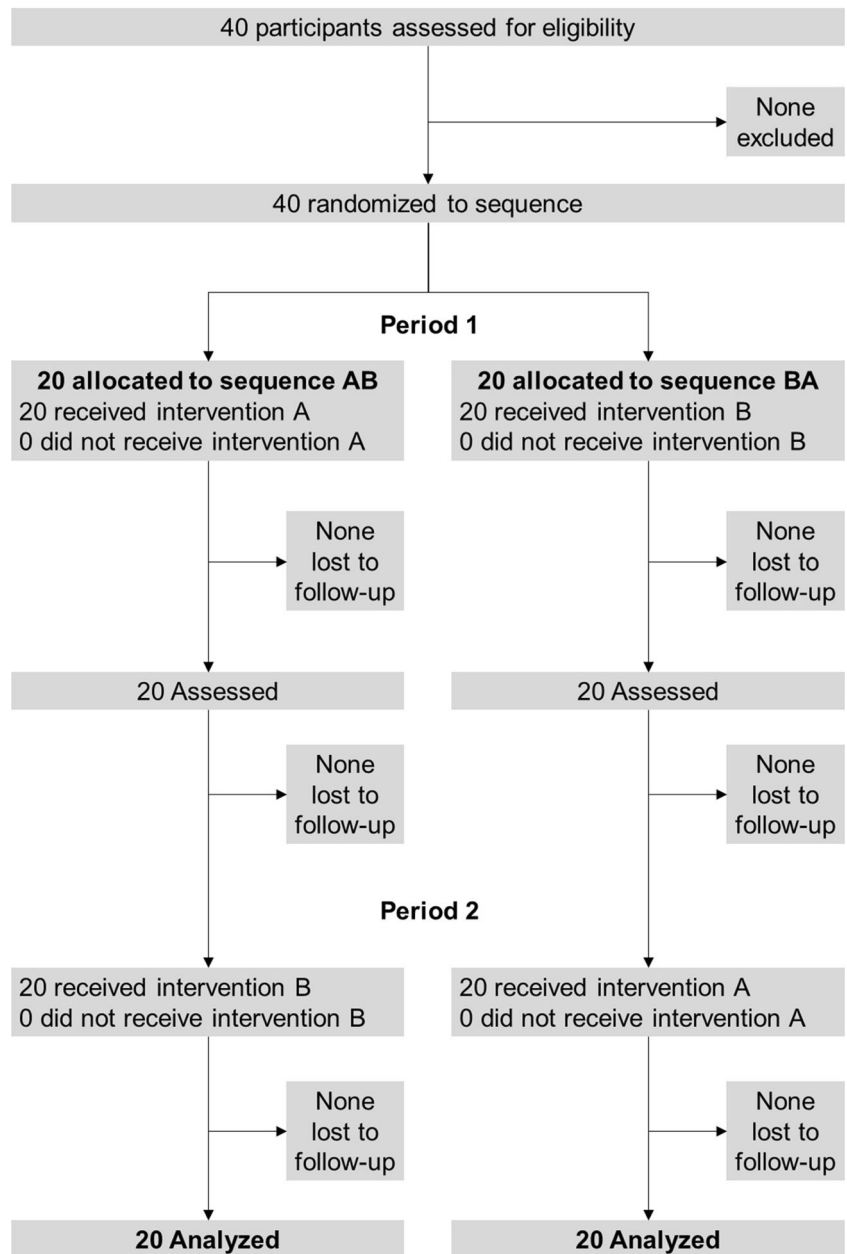 40 participants assessed for eligibility
None
excluded
40 randomized to sequence
Period 1
20 allocated to sequence AB
20 received intervention A
0 did not receive intervention A
20 allocated to sequence BA
20 received intervention B
0 did not receive intervention B
None
lost to
follow-up
None
lost to
follow-up
20 Assessed
20 Assessed
None
lost to
follow-up
None
lost to
follow-up
Period 2
20 received intervention B
0 did not receive intervention B
20 received intervention A
0 did not receive intervention A
None
lost to
follow-up
None
lost to
follow-up
20 Analyzed
20 Analyzed